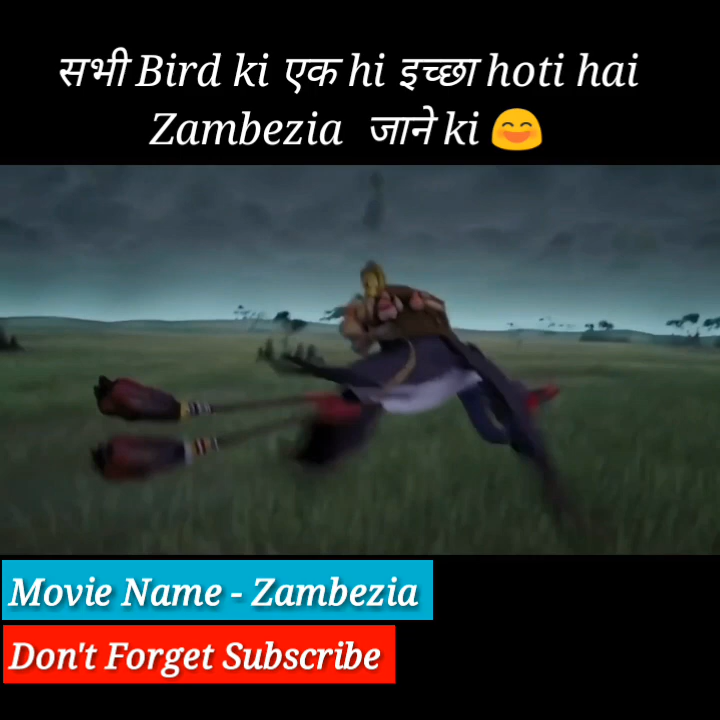 सभी Bird ki एक hi इच्छा hoti hai
Zambezia जाने ki 😄
Movie Name - Zambezia
Don't Forget Subscribe